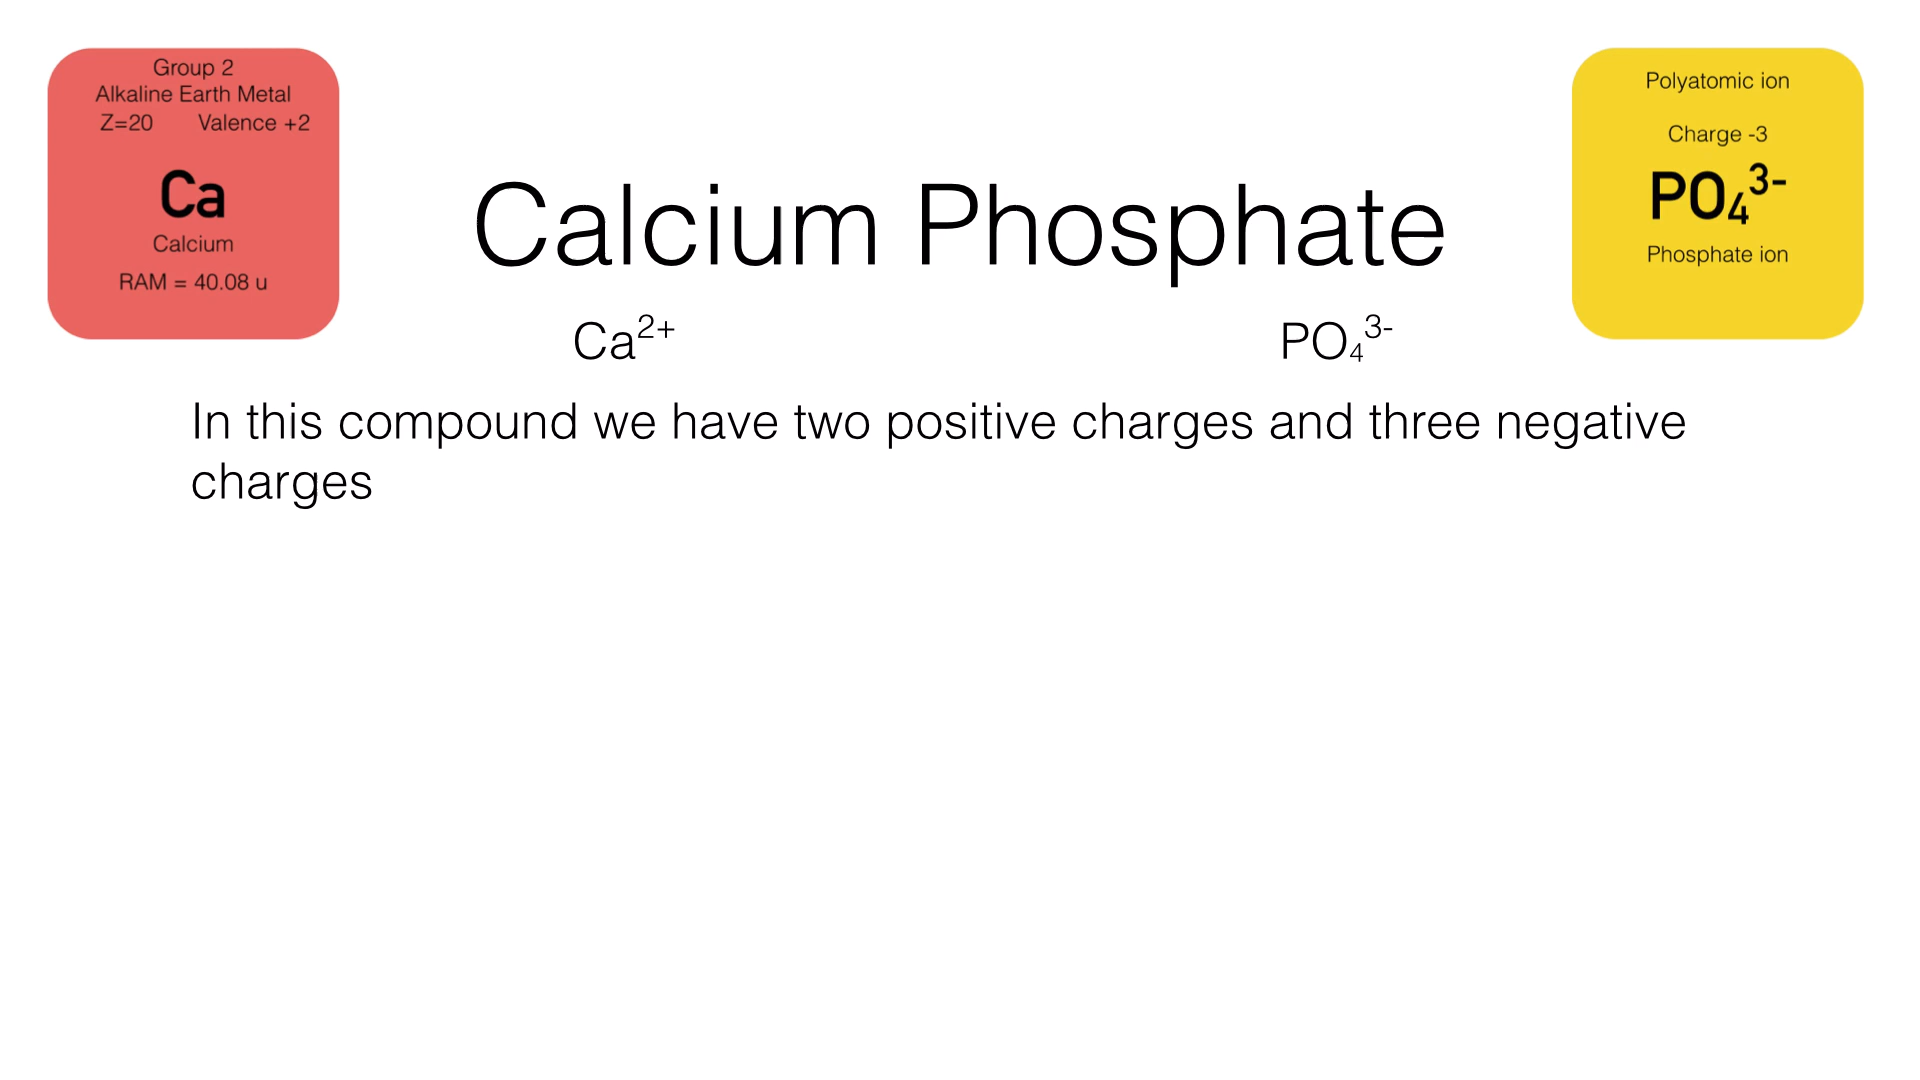 Group 2
Alkaline Earth Metal
Z=20 Valence +2
Ca
Calcium
RAM = 40.08 u
Calcium Phosphate
Polyatomic ion
Charge -3
PO₄³⁻
Phosphate ion
Ca²⁺ PO₄³⁻
In this compound we have two positive charges and three negative
charges